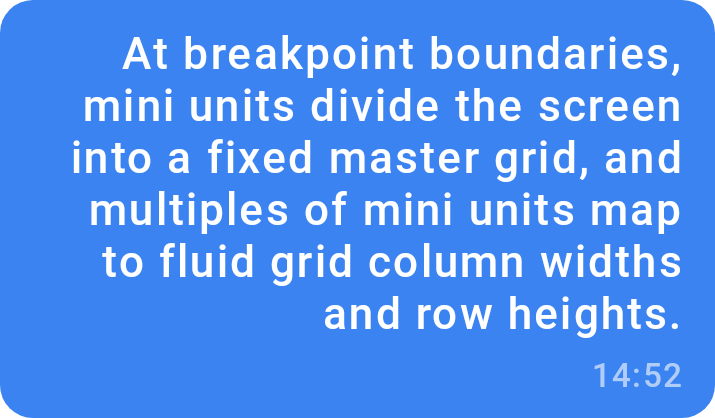 At breakpoint boundaries,
mini units divide the screen
into a fixed master grid, and
multiples of mini units map
to fluid grid column widths
and row heights.
14:52